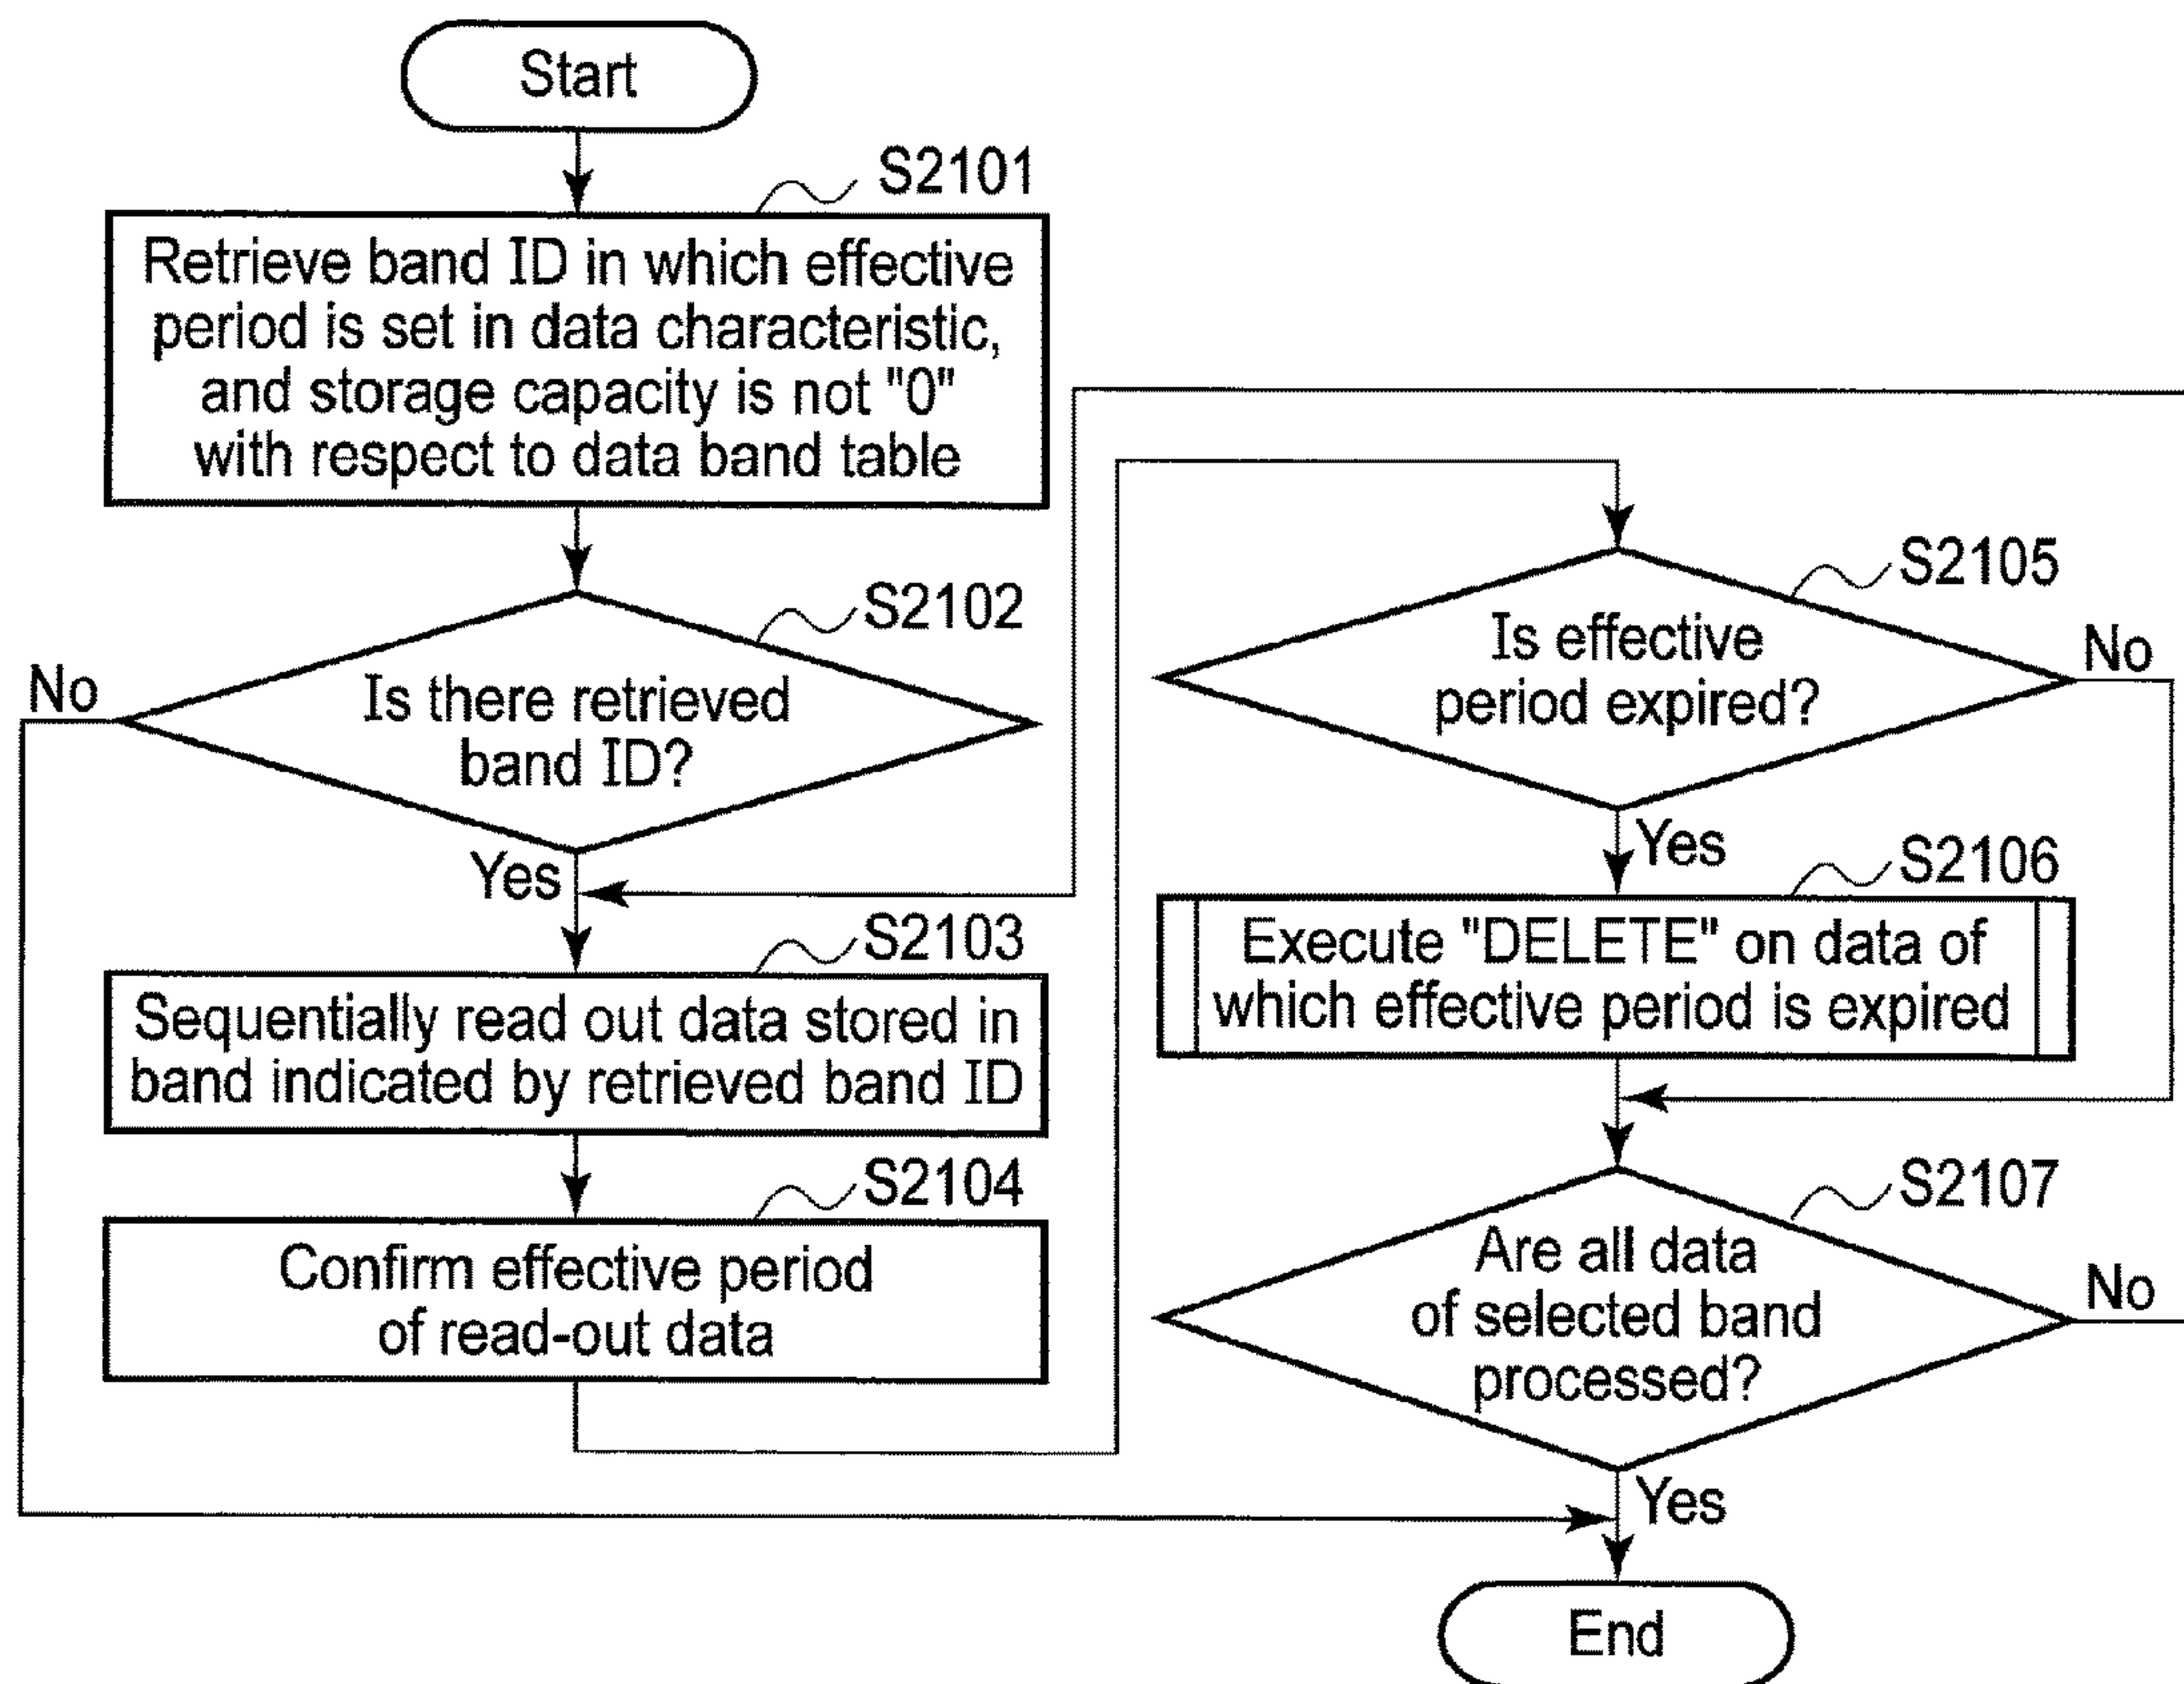 Start
S2101
Retrieve band ID in which effective
period is set in data characteristic,
and storage capacity is not "0"
with respect to data band table
S2102
No
Is there retrieved
band ID?
Yes
S2103
Sequentially read out data stored in
band indicated by retrieved band ID
S2104
Confirm effective period
of read-out data
S2105
Is effective
period expired?
No
Yes
S2106
Execute "DELETE" on data of
which effective period is expired
S2107
Are all data
of selected band
processed?
No
Yes
End